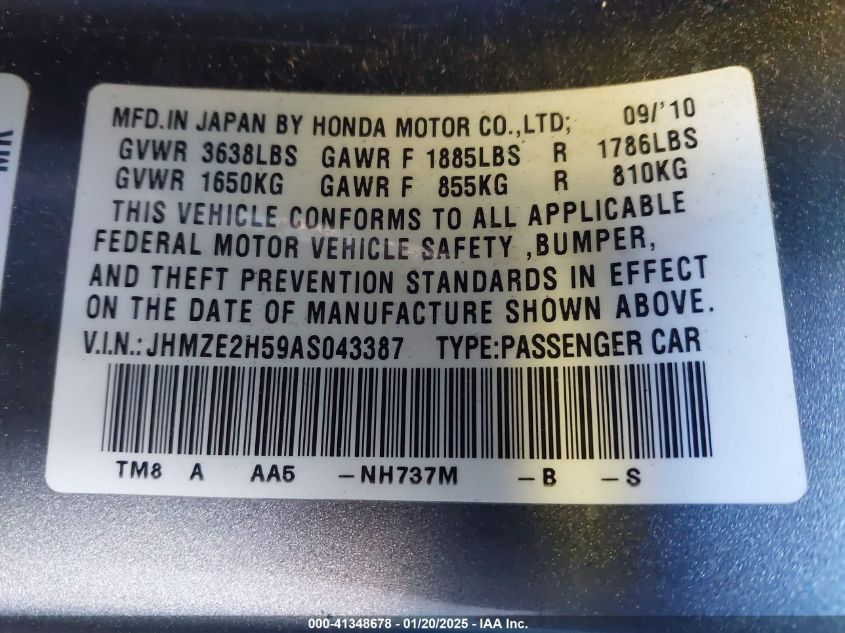 MFD.IN JAPAN BY HONDA MOTOR CO.,LTD; 09/'10
GVWR 3638LBS GAWR F 1885LBS R 1786LBS
GVWR 1650KG GAWR F 855KG R 810KG
THIS VEHICLE CONFORMS TO ALL APPLICABLE
FEDERAL MOTOR VEHICLE SAFETY ,BUMPER,
AND THEFT PREVENTION STANDARDS IN EFFECT
ON THE DATE OF MANUFACTURE SHOWN ABOVE.
V.I.N.:JHMZE2H59AS043387 TYPE:PASSENGER CAR
TM8 A AA5 -NH737M -B -S
000-41348678 - 01/20/2025 - IAA Inc.